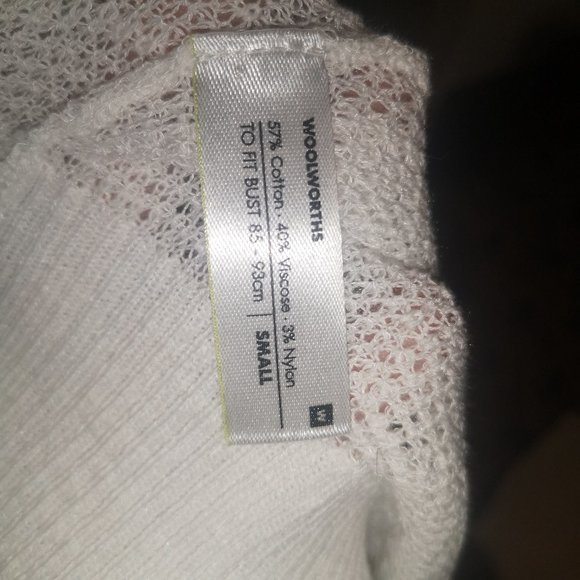 WOOLWORTHS
W
57% Cotton · 40% Viscose · 3% Nylon
TO FIT BUST 85 - 93cm | SMALL